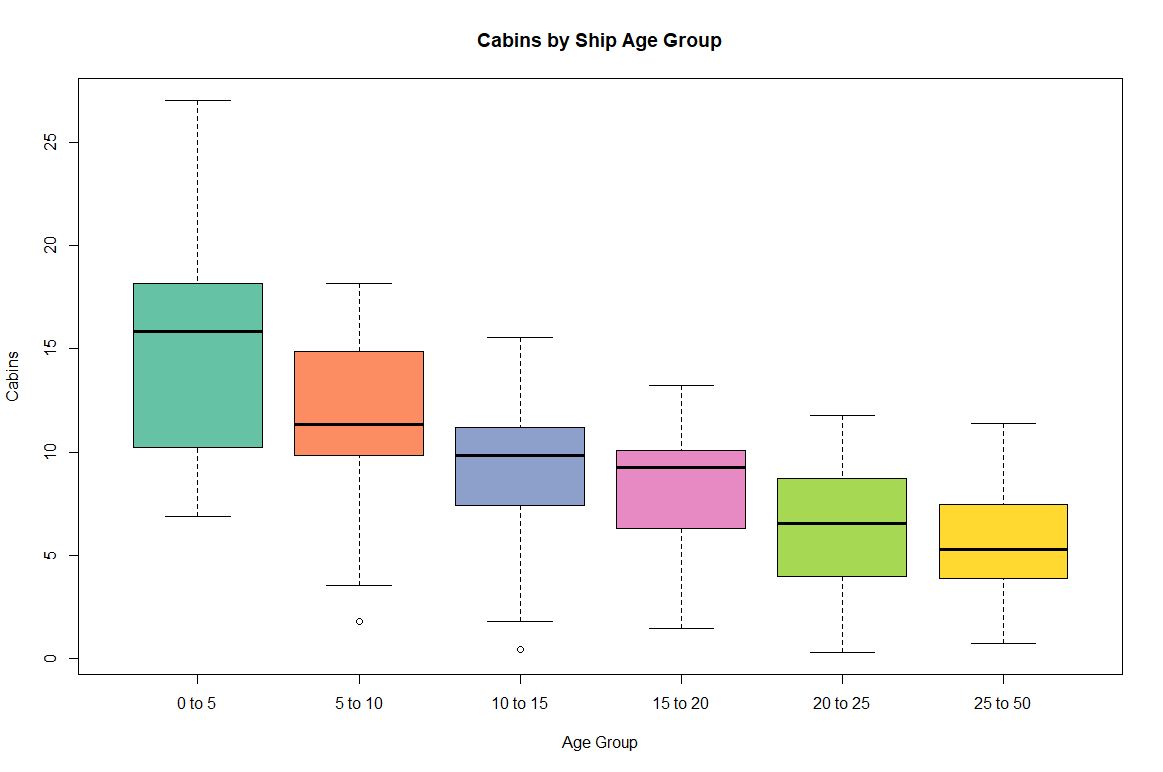 Cabins by Ship Age Group
Cabins
25
20
15
10
5
0
0 to 5
5 to 10
10 to 15
15 to 20
20 to 25
25 to 50
Age Group